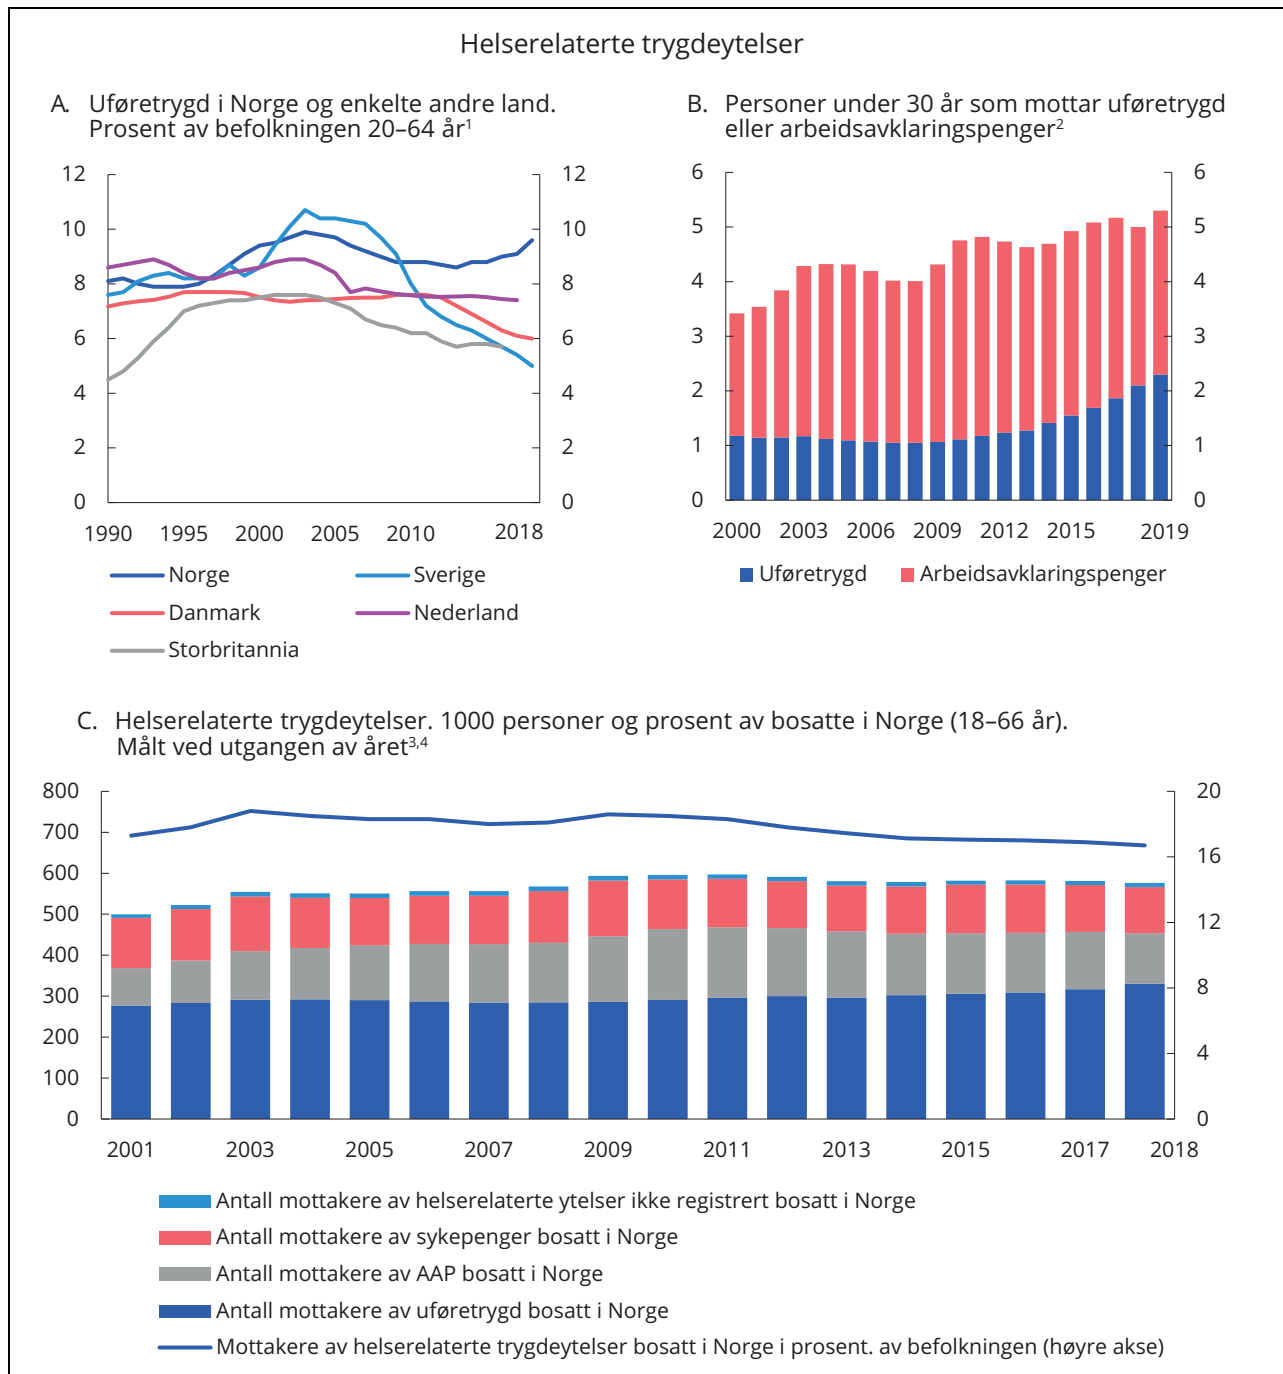 Helserelaterte trygdeytelser
A. Uføretrygd i Norge og enkelte andre land.
Prosent av befolkningen 20–64 år¹
12 12
10 10
8 8
6 6
4 4
2 2
0 0
1990 1995 2000 2005 2010 2018
Norge Sverige
Danmark Nederland
Storbritannia
B. Personer under 30 år som mottar uføretrygd
eller arbeidsavklaringspenger²
6 6
5 5
4 4
3 3
2 2
1 1
0 0
2000 2003 2006 2009 2012 2015 2019
Uføretrygd Arbeidsavklaringspenger
C. Helserelaterte trygdeytelser. 1000 personer og prosent av bosatte i Norge (18–66 år).
Målt ved utgangen av året³,⁴
800 20
700
600 16
500 12
400
300 8
200 4
100
0 0
2001 2003 2005 2007 2009 2011 2013 2015 2017 2018
Antall mottakere av helserelaterte ytelser ikke registrert bosatt i Norge
Antall mottakere av sykepenger bosatt i Norge
Antall mottakere av AAP bosatt i Norge
Antall mottakere av uføretrygd bosatt i Norge
Mottakere av helserelaterte trygdeytelser bosatt i Norge i prosent. av befolkningen (høyre akse)